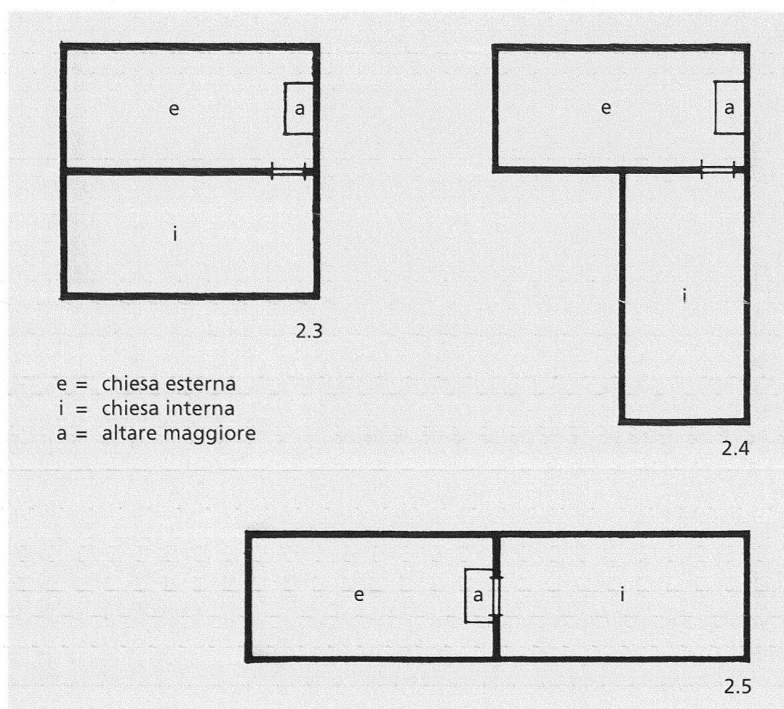 e
a
i
2.3
e
a
i
2.4
e = chiesa esterna
i = chiesa interna
a = altare maggiore
e
a
i
2.5